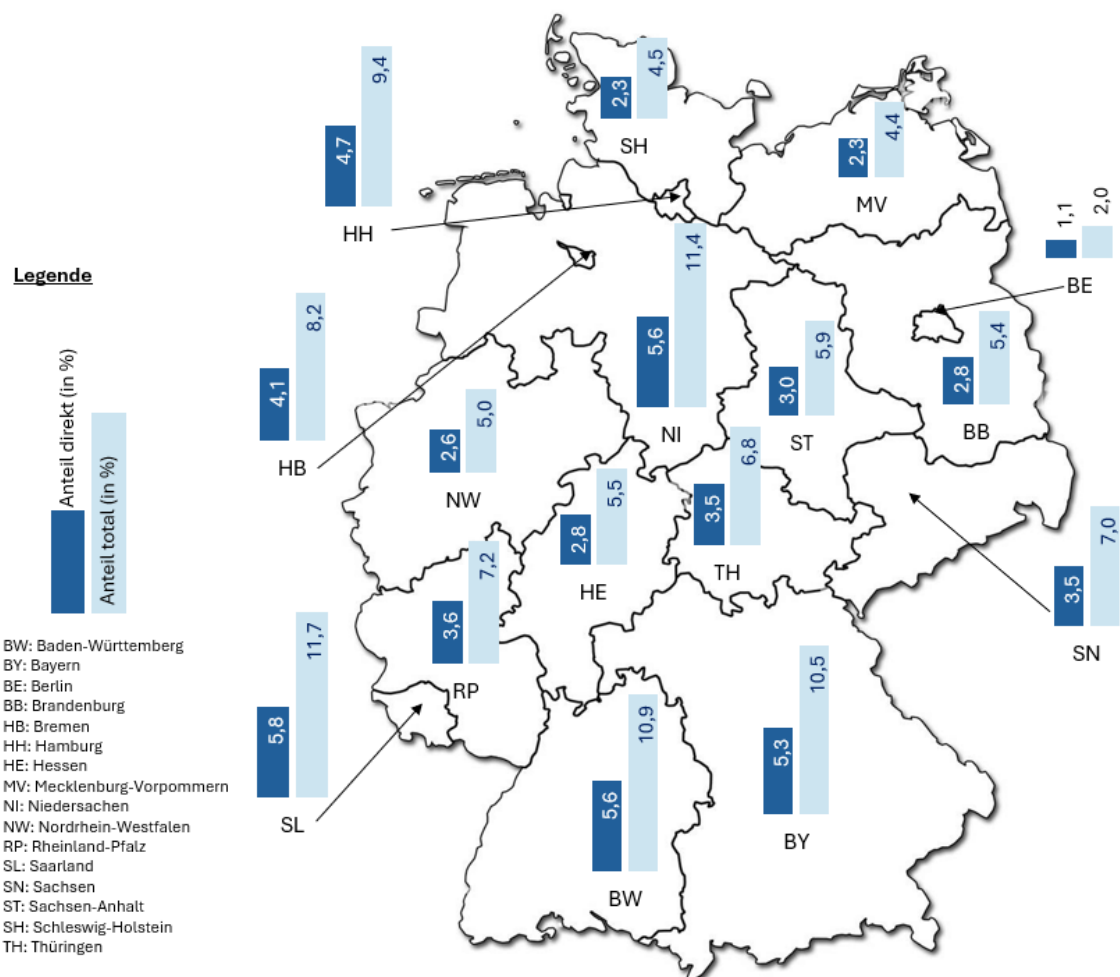 9,4
4,7
HH
4,5
2,3
SH
4,4
2,3
MV
2,0
1,1
BE
Legende
Anteil direkt (in %)
Anteil total (in %)
8,2
4,1
HB
11,4
5,6
NI
5,9
3,0
ST
5,4
2,8
BB
5,0
2,6
NW
5,5
2,8
HE
6,8
3,5
TH
7,0
3,5
SN
7,2
3,6
RP
11,7
5,8
SL
10,9
5,6
BW
10,5
5,3
BY
BW: Baden-Württemberg
BY: Bayern
BE: Berlin
BB: Brandenburg
HB: Bremen
HH: Hamburg
HE: Hessen
MV: Mecklenburg-Vorpommern
NI: Niedersachen
NW: Nordrhein-Westfalen
RP: Rheinland-Pfalz
SL: Saarland
SN: Sachsen
ST: Sachsen-Anhalt
SH: Schleswig-Holstein
TH: Thüringen